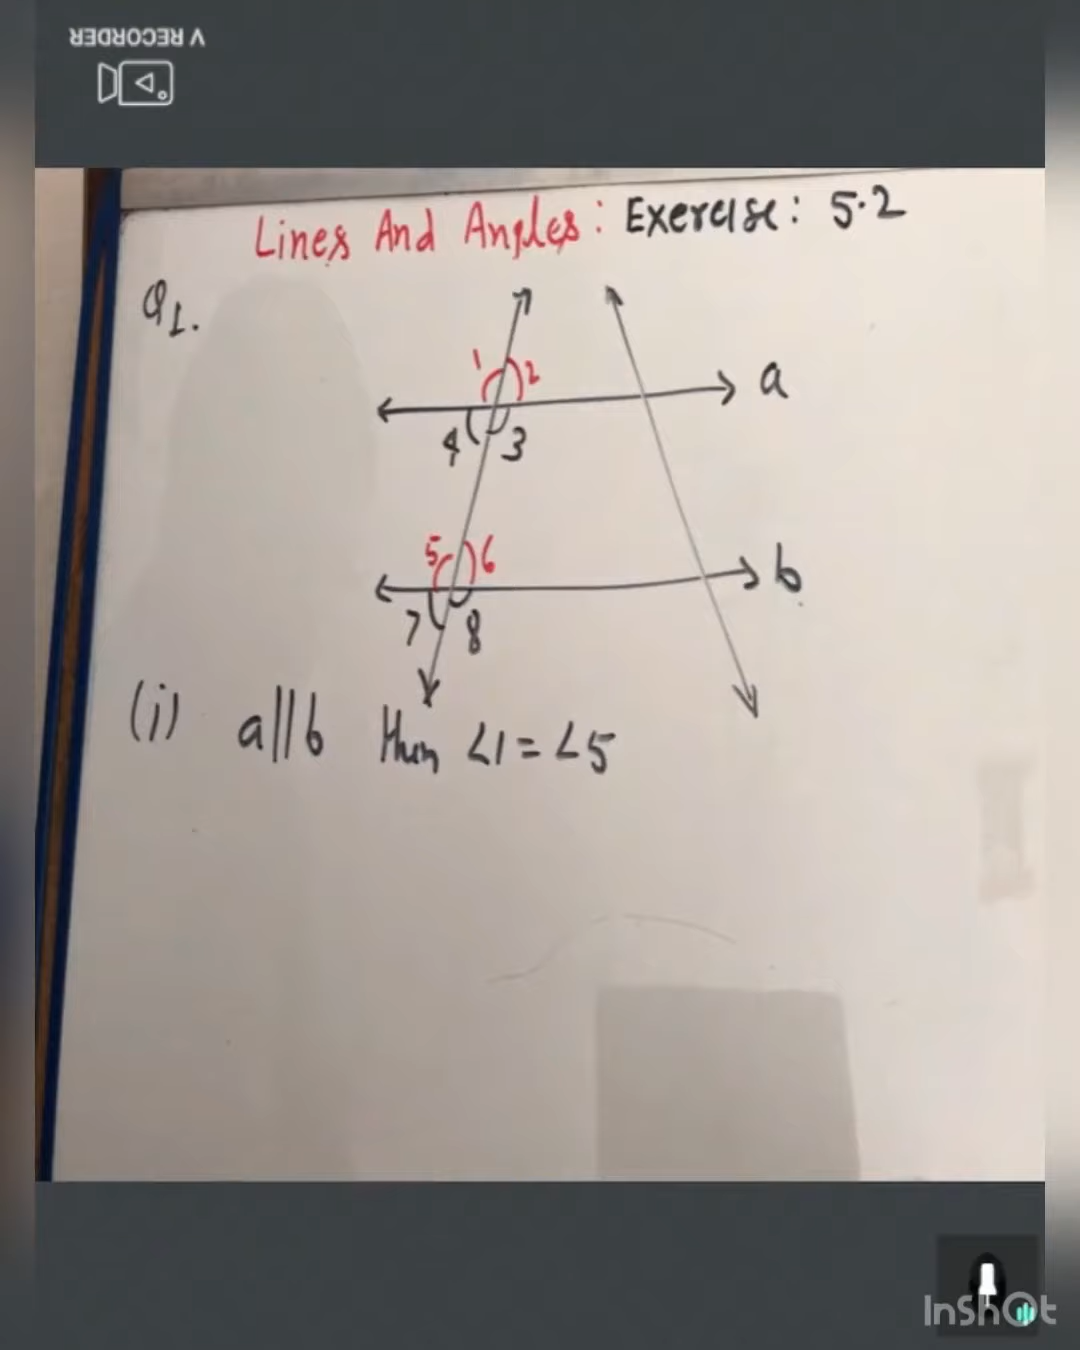 V RECORDER
Lines And Angles: Exercise: 5.2
Q1.
1 2
a
4 3
5 6
b
7 8
(i) a||b then ∠1 = ∠5
InShOt